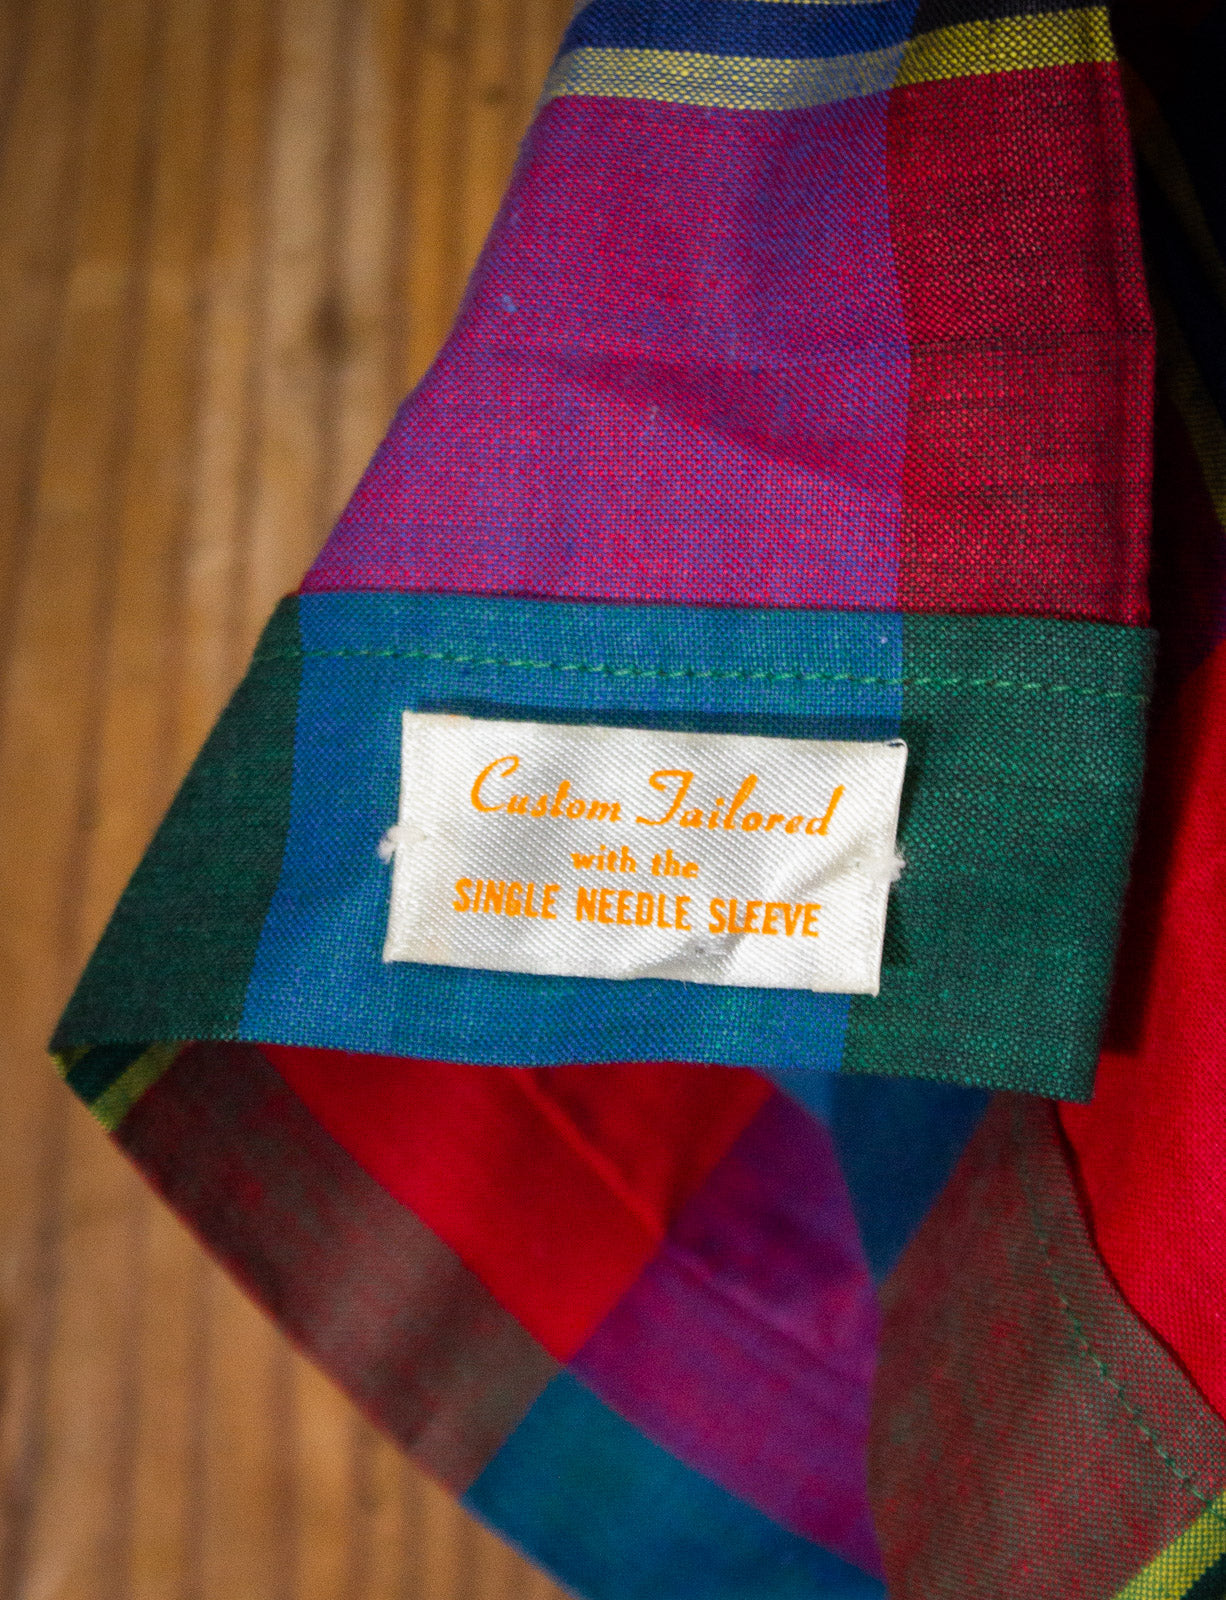 Custom Tailored
with the
SINGLE NEEDLE SLEEVE